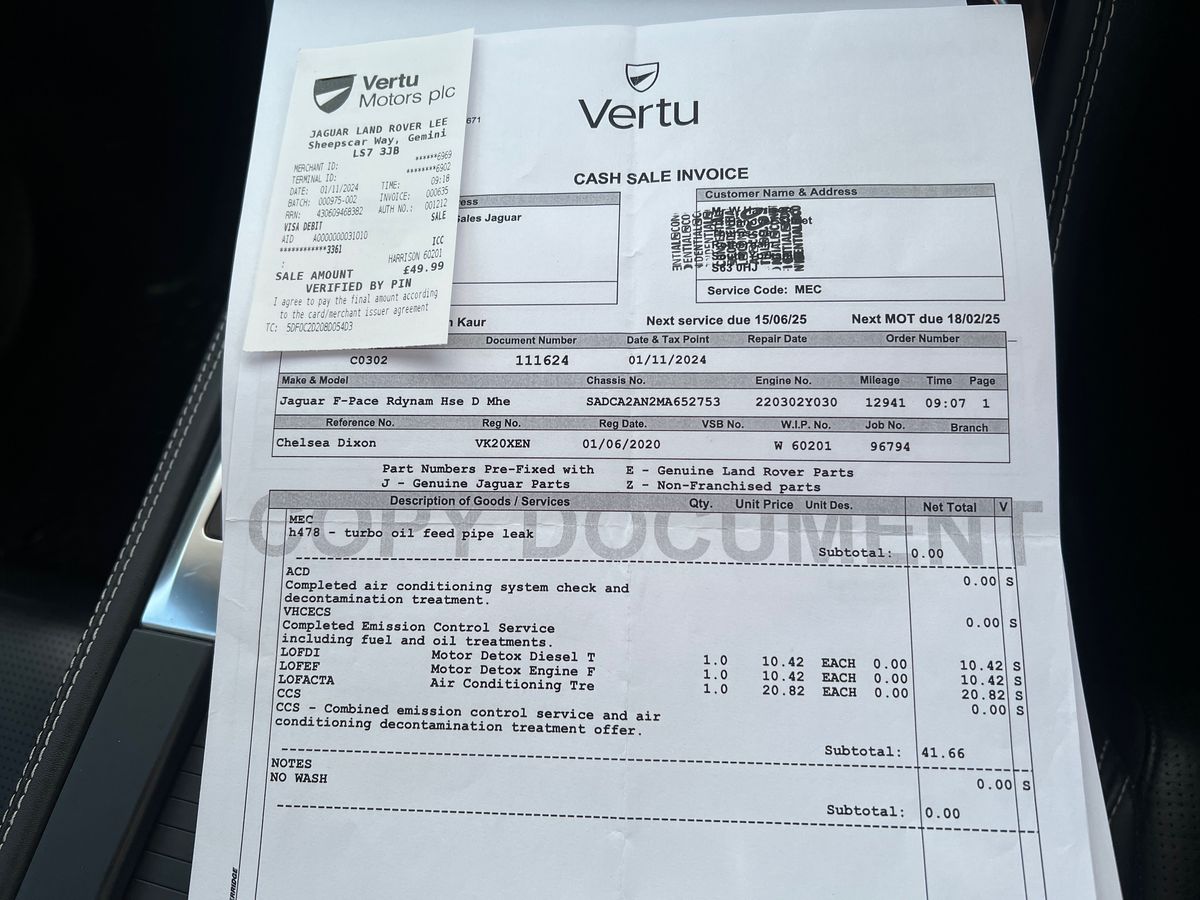 Vertu
Motors plc
JAGUAR LAND ROVER LEE
Sheepscar Way, Gemini
LS7 3JB
MERCHANT ID: ******6969
TERMINAL ID: ********6902
DATE: 01/11/2024 TIME: 09:18
BATCH: 000975-002 INVOICE: 000635
RRN: 430609468382 AUTH NO.: 001212
VISA DEBIT SALE
AID A0000000031010
************3361 ICC
: HARRISON 60201
SALE AMOUNT £49.99
VERIFIED BY PIN
I agree to pay the final amount according
to the card/merchant issuer agreement
TC: 5DF0C2D208D054D3
671
Vertu
CASH SALE INVOICE
ess
ales Jaguar
Customer Name & Address
S63 0HJ
Service Code: MEC
n Kaur Next service due 15/06/25 Next MOT due 18/02/25
Document Number Date & Tax Point Repair Date Order Number
C0302 111624 01/11/2024
Make & Model Chassis No. Engine No. Mileage Time Page
Jaguar F-Pace Rdynam Hse D Mhe SADCA2AN2MA652753 220302Y030 12941 09:07 1
Reference No. Reg No. Reg Date. VSB No. W.I.P. No. Job No. Branch
Chelsea Dixon VK20XEN 01/06/2020 W 60201 96794
Part Numbers Pre-Fixed with E - Genuine Land Rover Parts
J - Genuine Jaguar Parts Z - Non-Franchised parts
COPY DOCUMENT
Description of Goods / Services Qty. Unit Price Unit Des. Net Total V
MEC
h478 - turbo oil feed pipe leak
Subtotal: 0.00
ACD 0.00 S
Completed air conditioning system check and
decontamination treatment.
VHCECS 0.00 S
Completed Emission Control Service
including fuel and oil treatments.
LOFDI Motor Detox Diesel T 1.0 10.42 EACH 0.00 10.42 S
LOFEF Motor Detox Engine F 1.0 10.42 EACH 0.00 10.42 S
LOFACTA Air Conditioning Tre 1.0 20.82 EACH 0.00 20.82 S
CCS 0.00 S
CCS - Combined emission control service and air
conditioning decontamination treatment offer.
Subtotal: 41.66
NOTES 0.00 S
NO WASH
Subtotal: 0.00